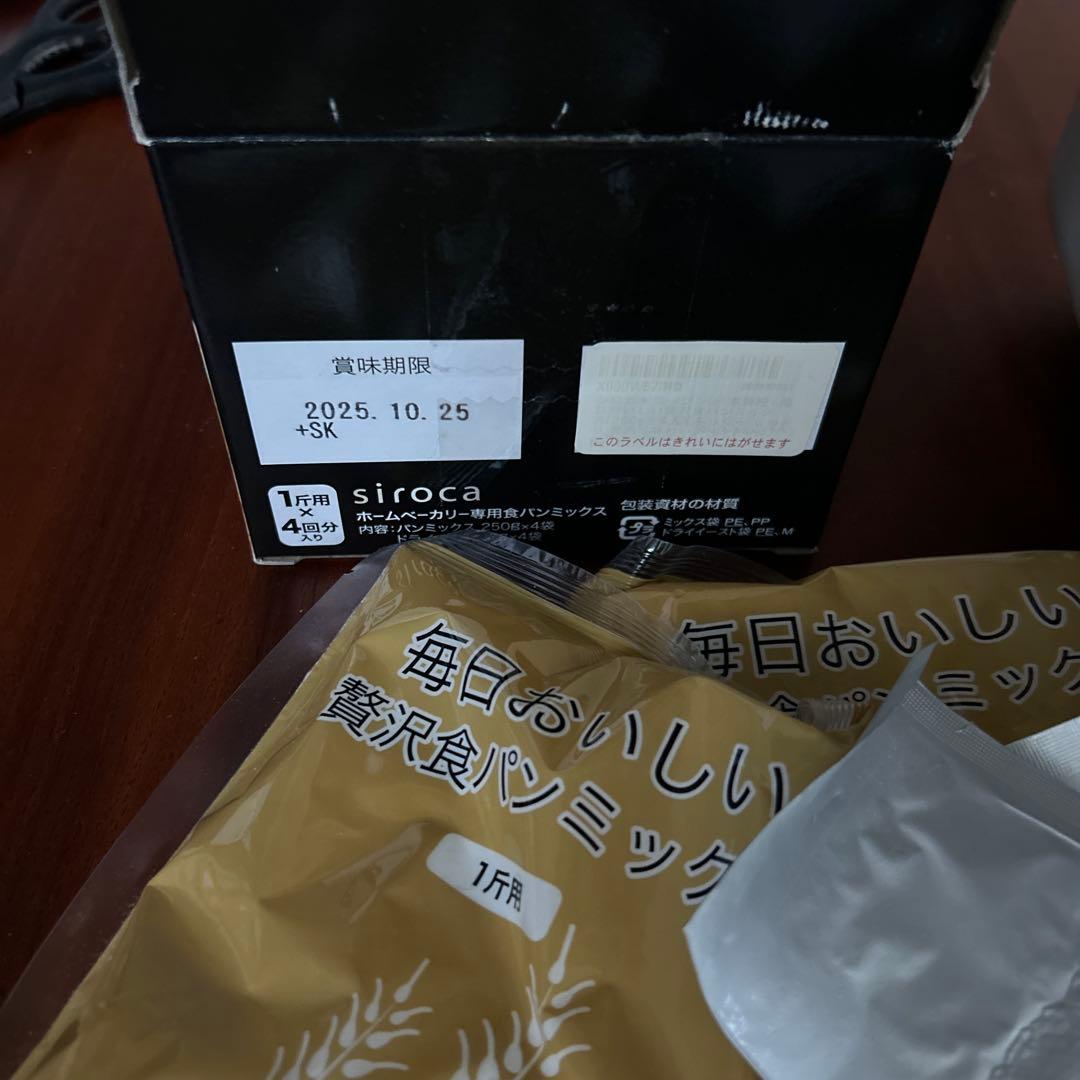 賞味期限
2025. 10. 25
+SK
このラベルはきれいにはがせます
1斤用
×
4回分
入り
siroca
ホームベーカリー専用食パンミックス
内容:パンミックス 250g×4袋
包装資材の材質
ミックス袋 PE、PP
ドライイースト袋 PE、M
毎日おいしい
贅沢食パンミック
1斤用
毎日おいしい
パンミック